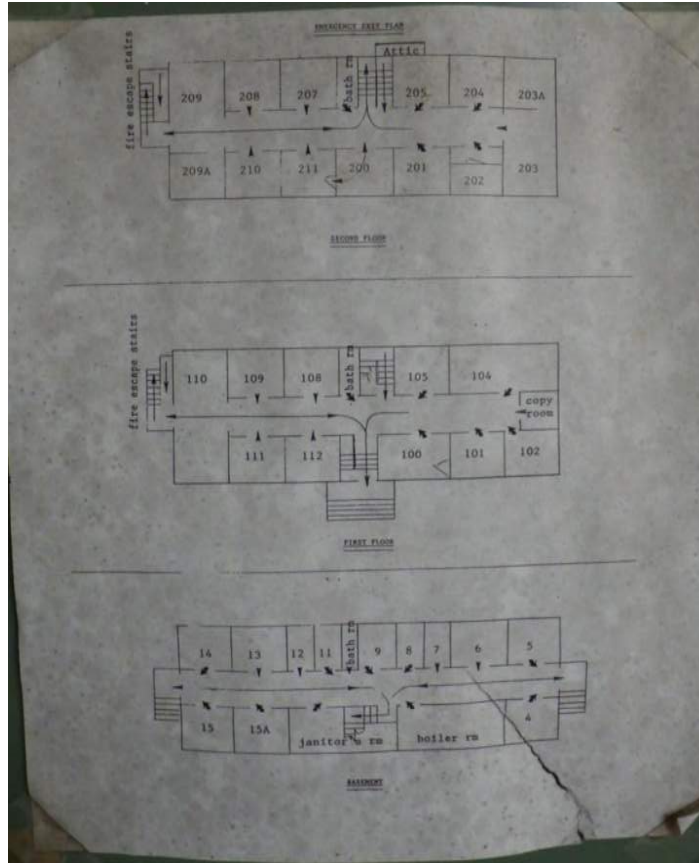 EMERGENCY EXIT PLAN
Attic
fire escape stairs
bath rm
209 208 207 205 204 203A
209A 210 211 200 201 202 203
SECOND FLOOR
fire escape stairs
bath rm
110 109 108 105 104
copy room
111 112 100 101 102
FIRST FLOOR
bath rm
14 13 12 11 9 8 7 6 5
15 15A janitor's rm boiler rm 4
BASEMENT